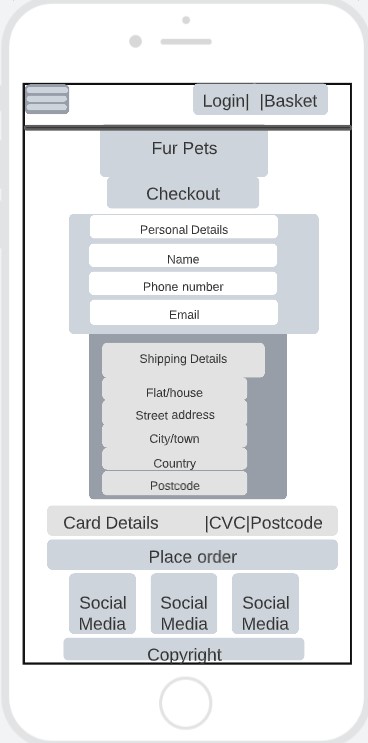 Login| |Basket
Fur Pets
Checkout
Personal Details
Name
Phone number
Email
Shipping Details
Flat/house
Street address
City/town
Country
Postcode
Card Details |CVC|Postcode
Place order
Social Media
Social Media
Social Media
Copyright